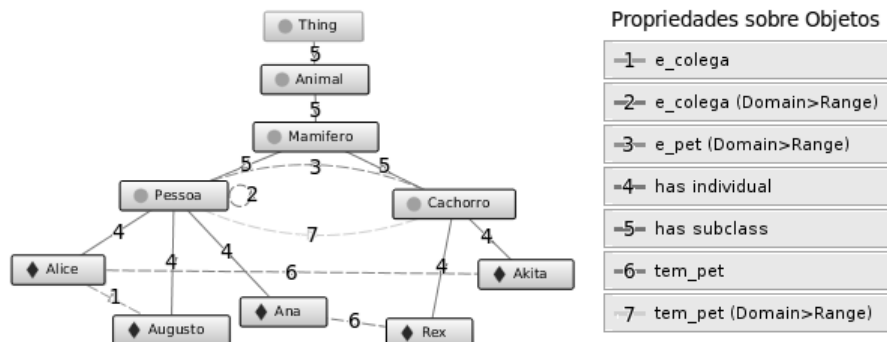 Thing
5
Animal
5
Mamifero
5
3
5
Pessoa
2
Cachorro
7
4
4
4
4
4
Alice
6
Akita
1
Ana
6
Augusto
Rex
Propriedades sobre Objetos
1 e_colega
2 e_colega (Domain>Range)
3 e_pet (Domain>Range)
4 has individual
5 has subclass
6 tem_pet
7 tem_pet (Domain>Range)